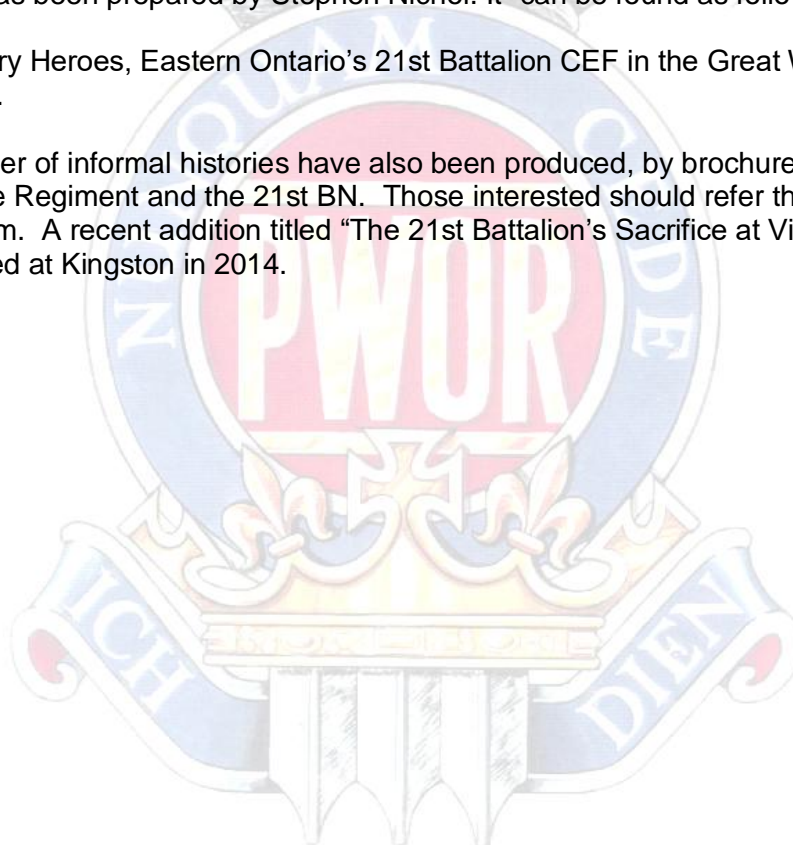 as been prepared by Stephen Nichol. It can be found as follo
ry Heroes, Eastern Ontario's 21st Battalion CEF in the Great W
.
er of informal histories have also been produced, by brochure
e Regiment and the 21st BN. Those interested should refer th
m. A recent addition titled “The 21st Battalion's Sacrifice at Vi
ed at Kingston in 2014.
NUNQUAM CEDE
PWOR
ICH DIEN